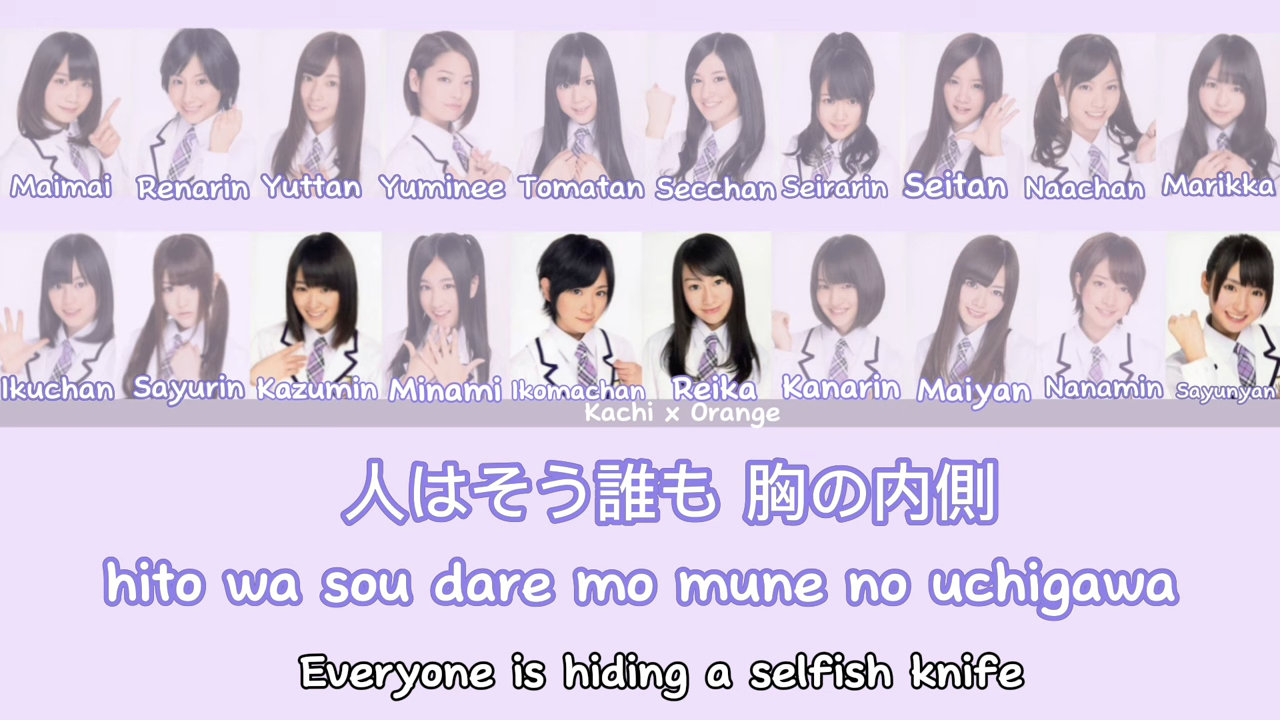 Maimai Renarin Yuttan Yuminee Tomatan Secchan Seirarin Seitan Naachan Marikka
Ikuchan Sayurin Kazumin Minami Ikomachan Reika Kanarin Maiyan Nanamin Sayunyan
Kachi x Orange
人はそう誰も 胸の内側
hito wa sou dare mo mune no uchigawa
Everyone is hiding a selfish knife